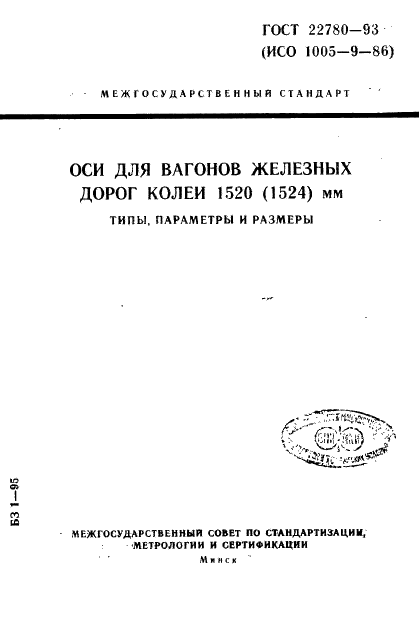 ГОСТ 22780—93
(ИСО 1005—9—86)
МЕЖГОСУДАРСТВЕННЫЙ СТАНДАРТ
ОСИ ДЛЯ ВАГОНОВ ЖЕЛЕЗНЫХ
ДОРОГ КОЛЕИ 1520 (1524) мм
ТИПЫ, ПАРАМЕТРЫ И РАЗМЕРЫ
БЗ 1—95
МЕЖГОСУДАРСТВЕННЫЙ СОВЕТ ПО СТАНДАРТИЗАЦИИ,
МЕТРОЛОГИИ И СЕРТИФИКАЦИИ
Минск